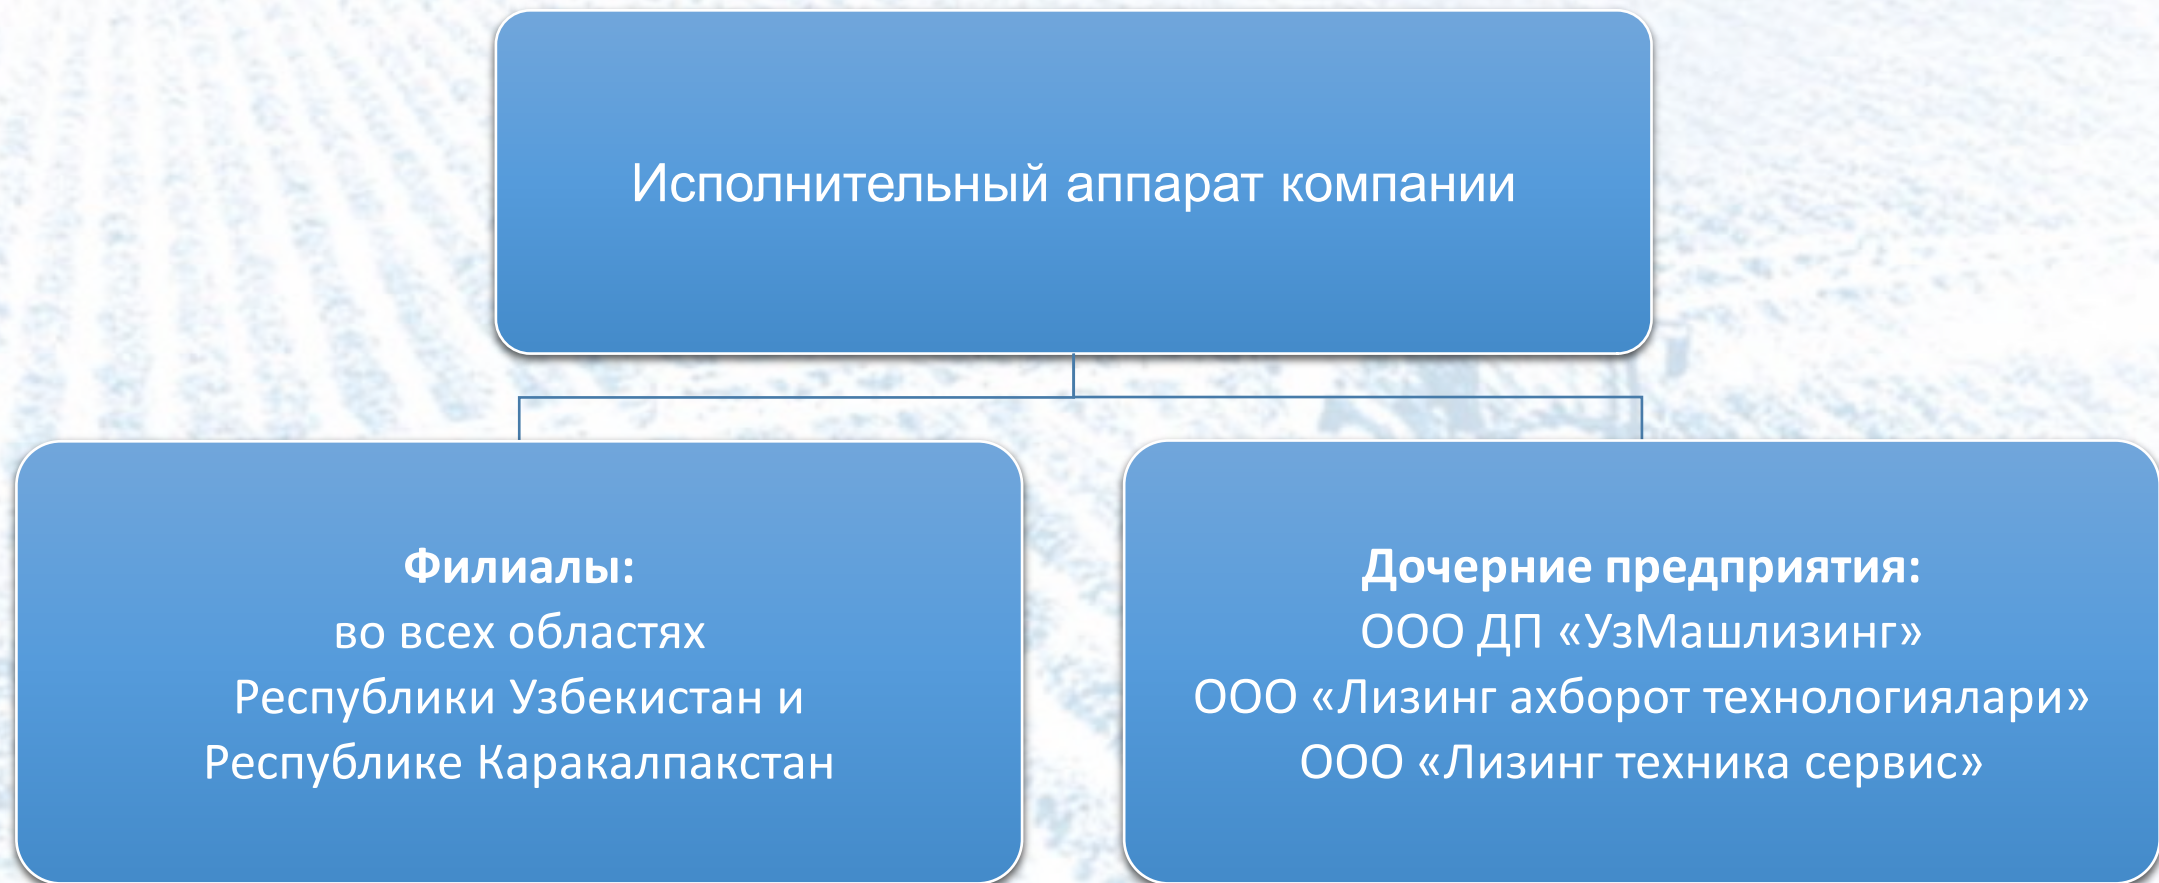 Исполнительный аппарат компании
Филиалы:
во всех областях
Республики Узбекистан и
Республике Каракалпакстан
Дочерние предприятия:
ООО ДП «УзМашлизинг»
ООО «Лизинг ахборот технологиялари»
ООО «Лизинг техника сервис»